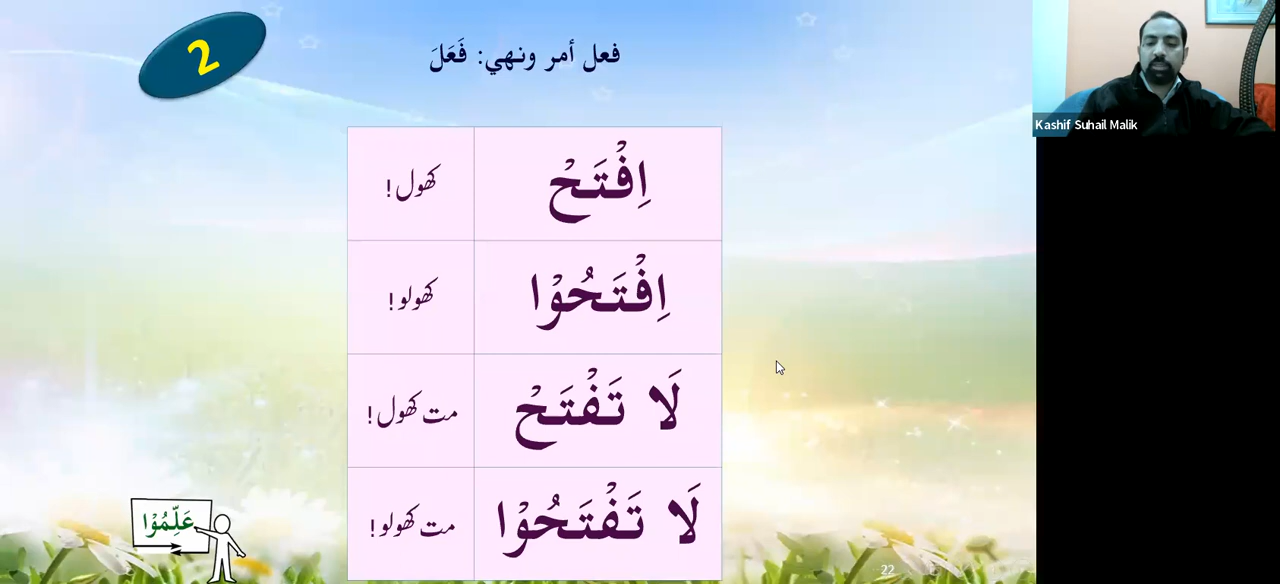 2
فعل أمر ونهي: فَعَلَ
Kashif Suhail Malik
اِفْتَحْ کھول!
اِفْتَحُوْا کھولو!
لَا تَفْتَحْ مت کھول!
لَا تَفْتَحُوْا مت کھولو!
عَلِّمُوْا
22